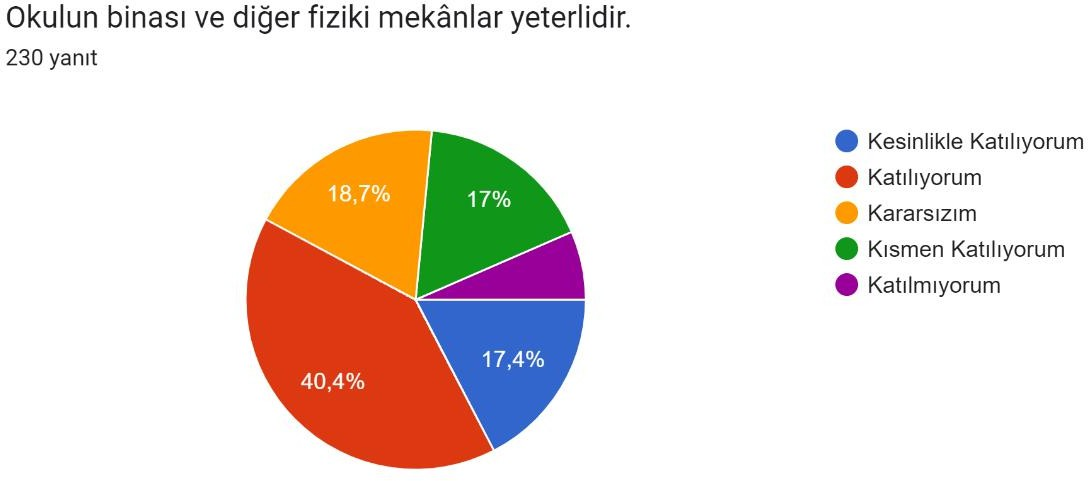 Okulun binası ve diğer fiziki mekânlar yeterlidir.
230 yanıt
18,7%
17%
40,4%
17,4%
Kesinlikle Katılıyorum
Katılıyorum
Kararsızım
Kısmen Katılıyorum
Katılmıyorum